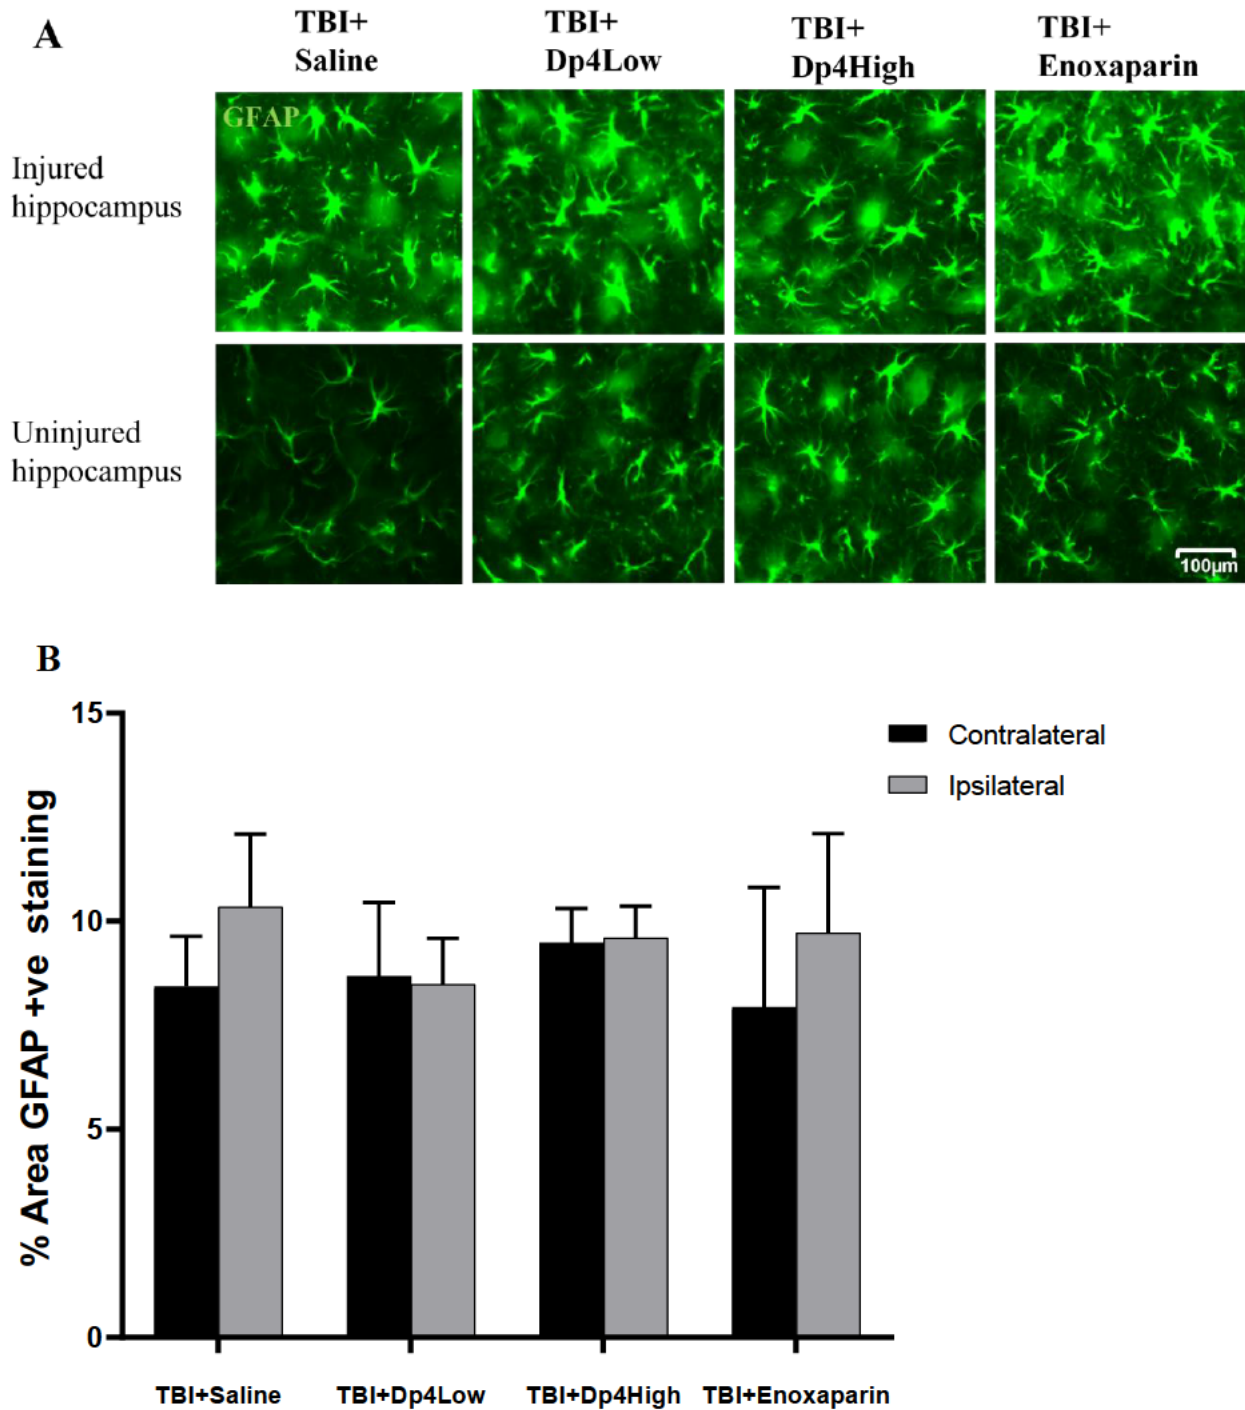 A
TBI+
Saline
TBI+
Dp4Low
TBI+
Dp4High
TBI+
Enoxaparin
GFAP
Injured
hippocampus
Uninjured
hippocampus
100μm
B
% Area GFAP +ve staining
15
10
5
0
Contralateral
Ipsilateral
TBI+Saline
TBI+Dp4Low
TBI+Dp4High
TBI+Enoxaparin